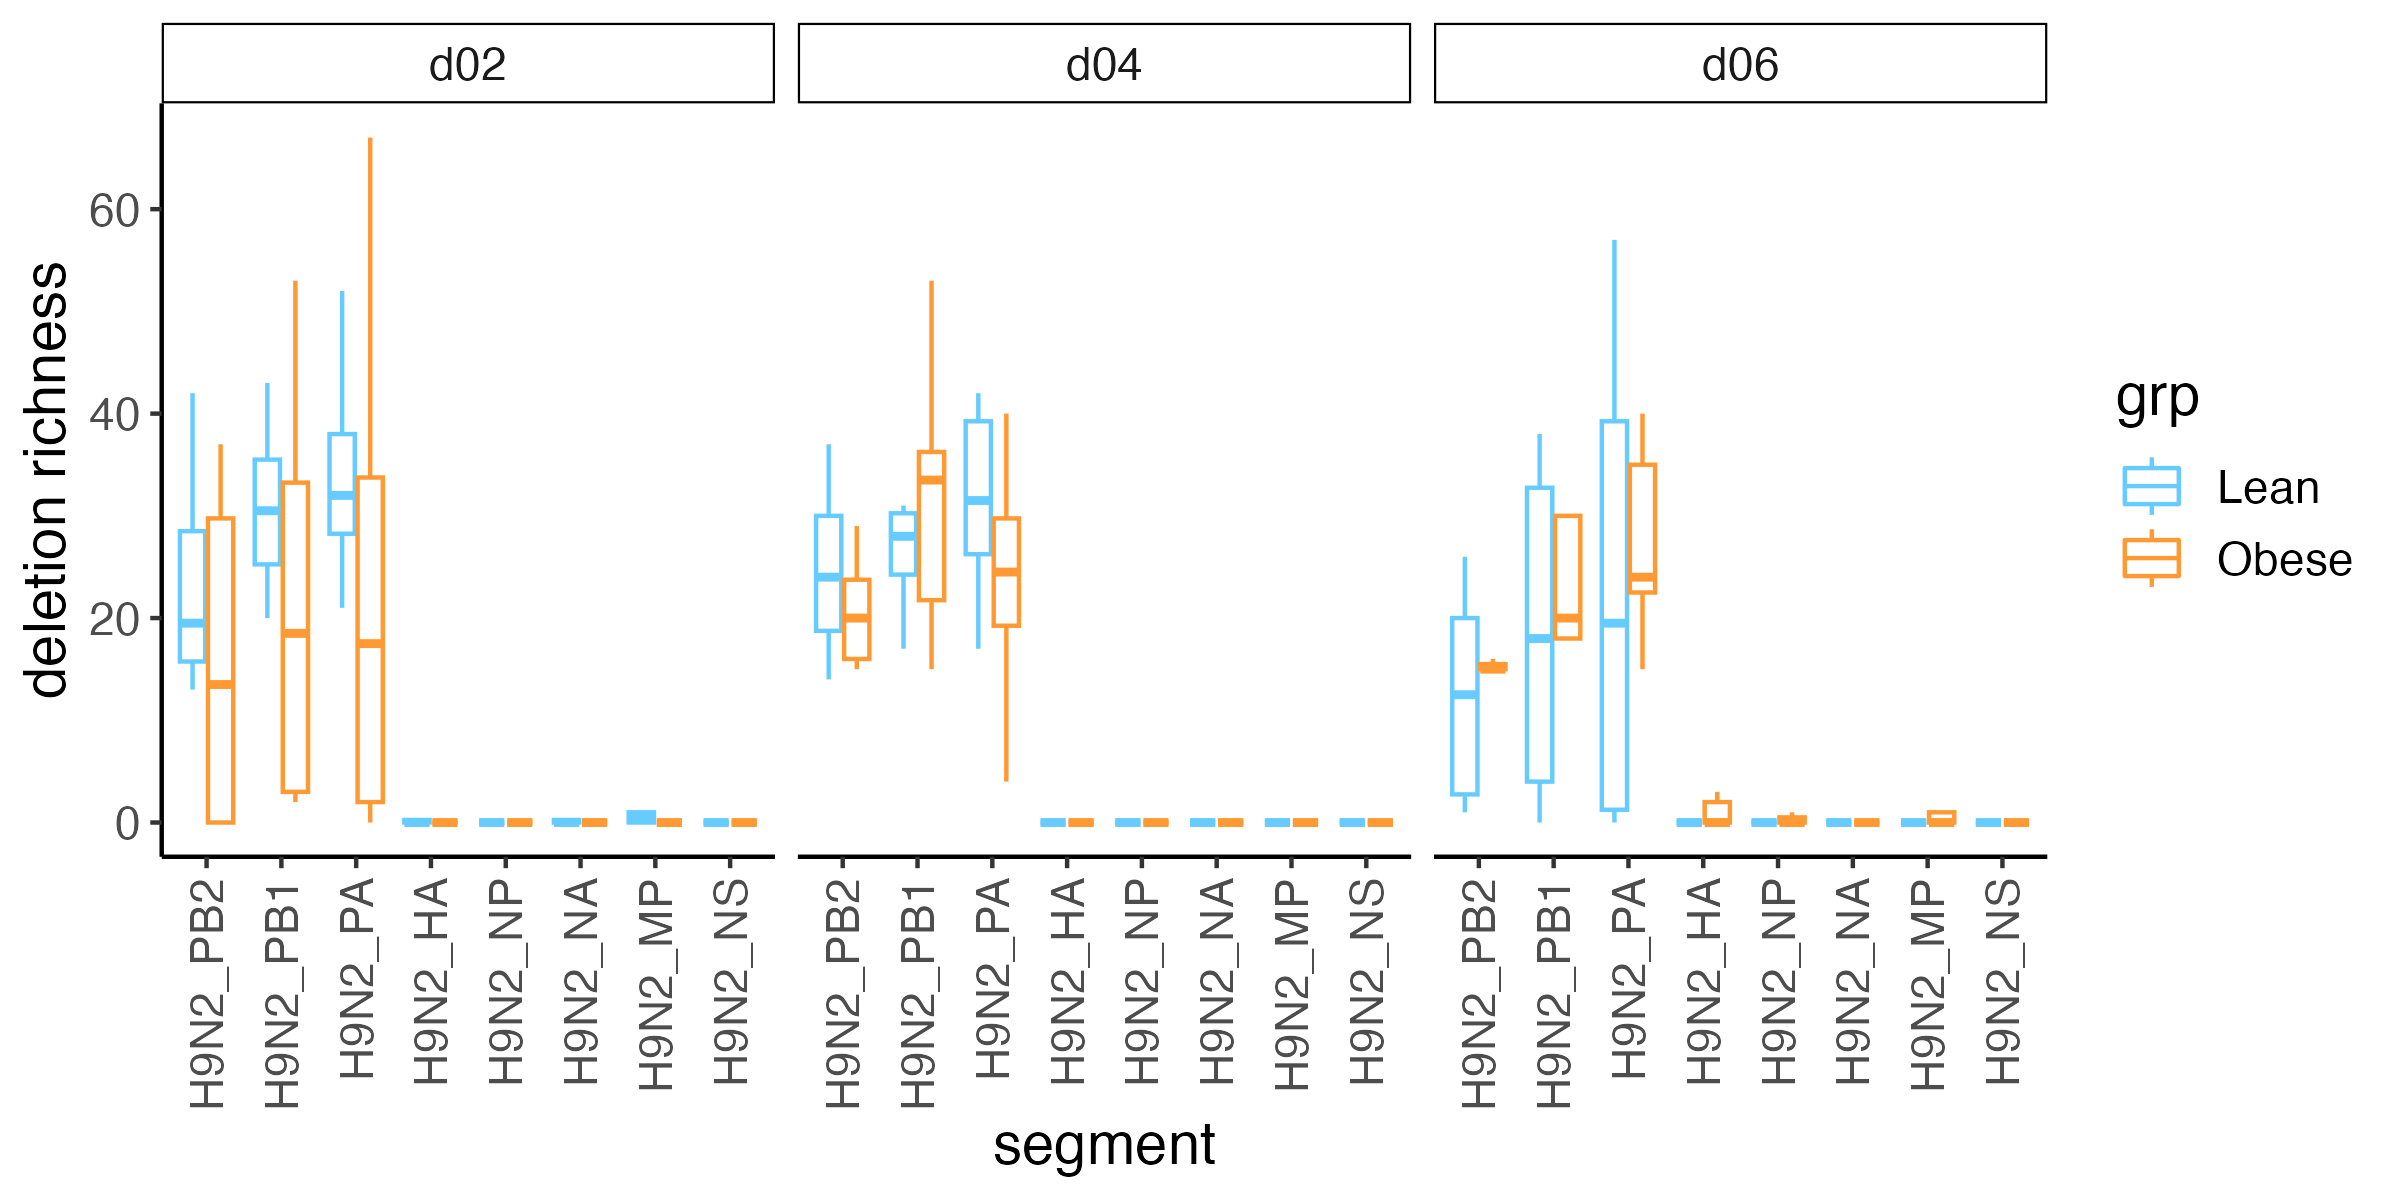 d02 d04 d06
60
40
20
0
deletion richness
H9N2_PB2 H9N2_PB1 H9N2_PA H9N2_HA H9N2_NP H9N2_NA H9N2_MP H9N2_NS H9N2_PB2 H9N2_PB1 H9N2_PA H9N2_HA H9N2_NP H9N2_NA H9N2_MP H9N2_NS H9N2_PB2 H9N2_PB1 H9N2_PA H9N2_HA H9N2_NP H9N2_NA H9N2_MP H9N2_NS
segment
grp
Lean
Obese